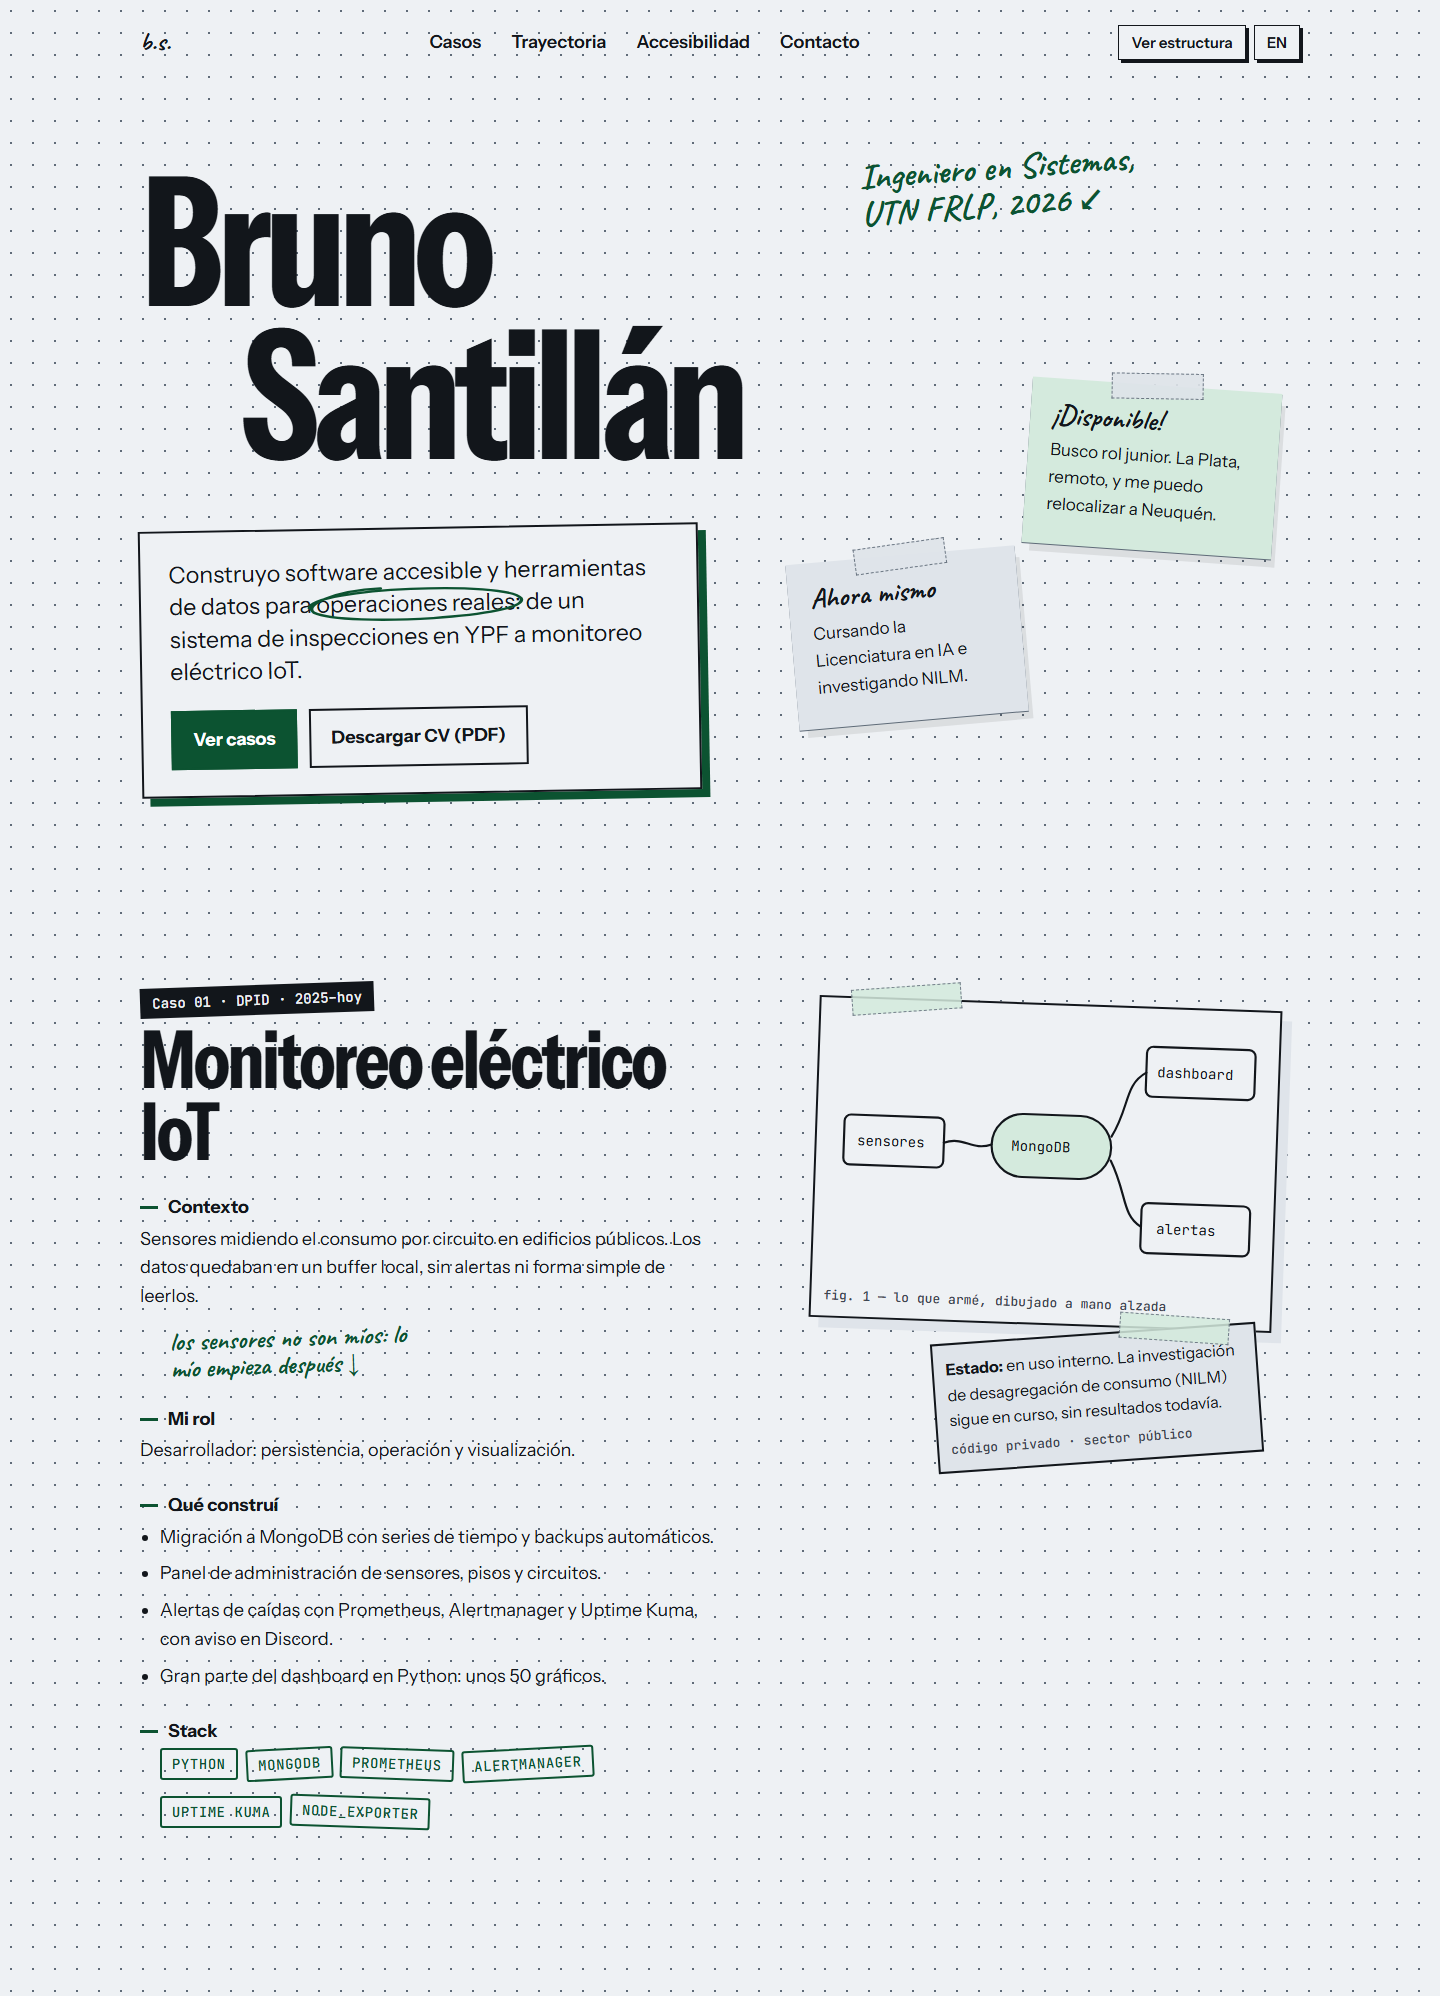 b.s.
Casos
Trayectoria
Accesibilidad
Contacto
Ver estructura
EN
Ingeniero en Sistemas,
UTN FRLP, 2026 ↙
Bruno
Santillán
¡Disponible!
Busco rol junior. La Plata,
remoto, y me puedo
relocalizar a Neuquén.
Construyo software accesible y herramientas
de datos para operaciones reales: de un
sistema de inspecciones en YPF a monitoreo
eléctrico IoT.
Ver casos
Descargar CV (PDF)
Ahora mismo
Cursando la
Licenciatura en IA e
investigando NILM.
Caso 01 · DPID · 2025–hoy
Monitoreo eléctrico
IoT
Contexto
Sensores midiendo el consumo por circuito en edificios públicos. Los
datos quedaban en un buffer local, sin alertas ni forma simple de
leerlos.
los sensores no son míos: lo
mío empieza después ↓
Mi rol
Desarrollador: persistencia, operación y visualización.
Qué construí
• Migración a MongoDB con series de tiempo y backups automáticos.
• Panel de administración de sensores, pisos y circuitos.
• Alertas de caídas con Prometheus, Alertmanager y Uptime Kuma,
con aviso en Discord.
• Gran parte del dashboard en Python: unos 50 gráficos.
Stack
PYTHON
MONGODB
PROMETHEUS
ALERTMANAGER
UPTIME KUMA
NODE_EXPORTER
dashboard
sensores
MongoDB
alertas
fig. 1 — lo que armé, dibujado a mano alzada
Estado: en uso interno. La investigación
de desagregación de consumo (NILM)
sigue en curso, sin resultados todavía.
código privado · sector público